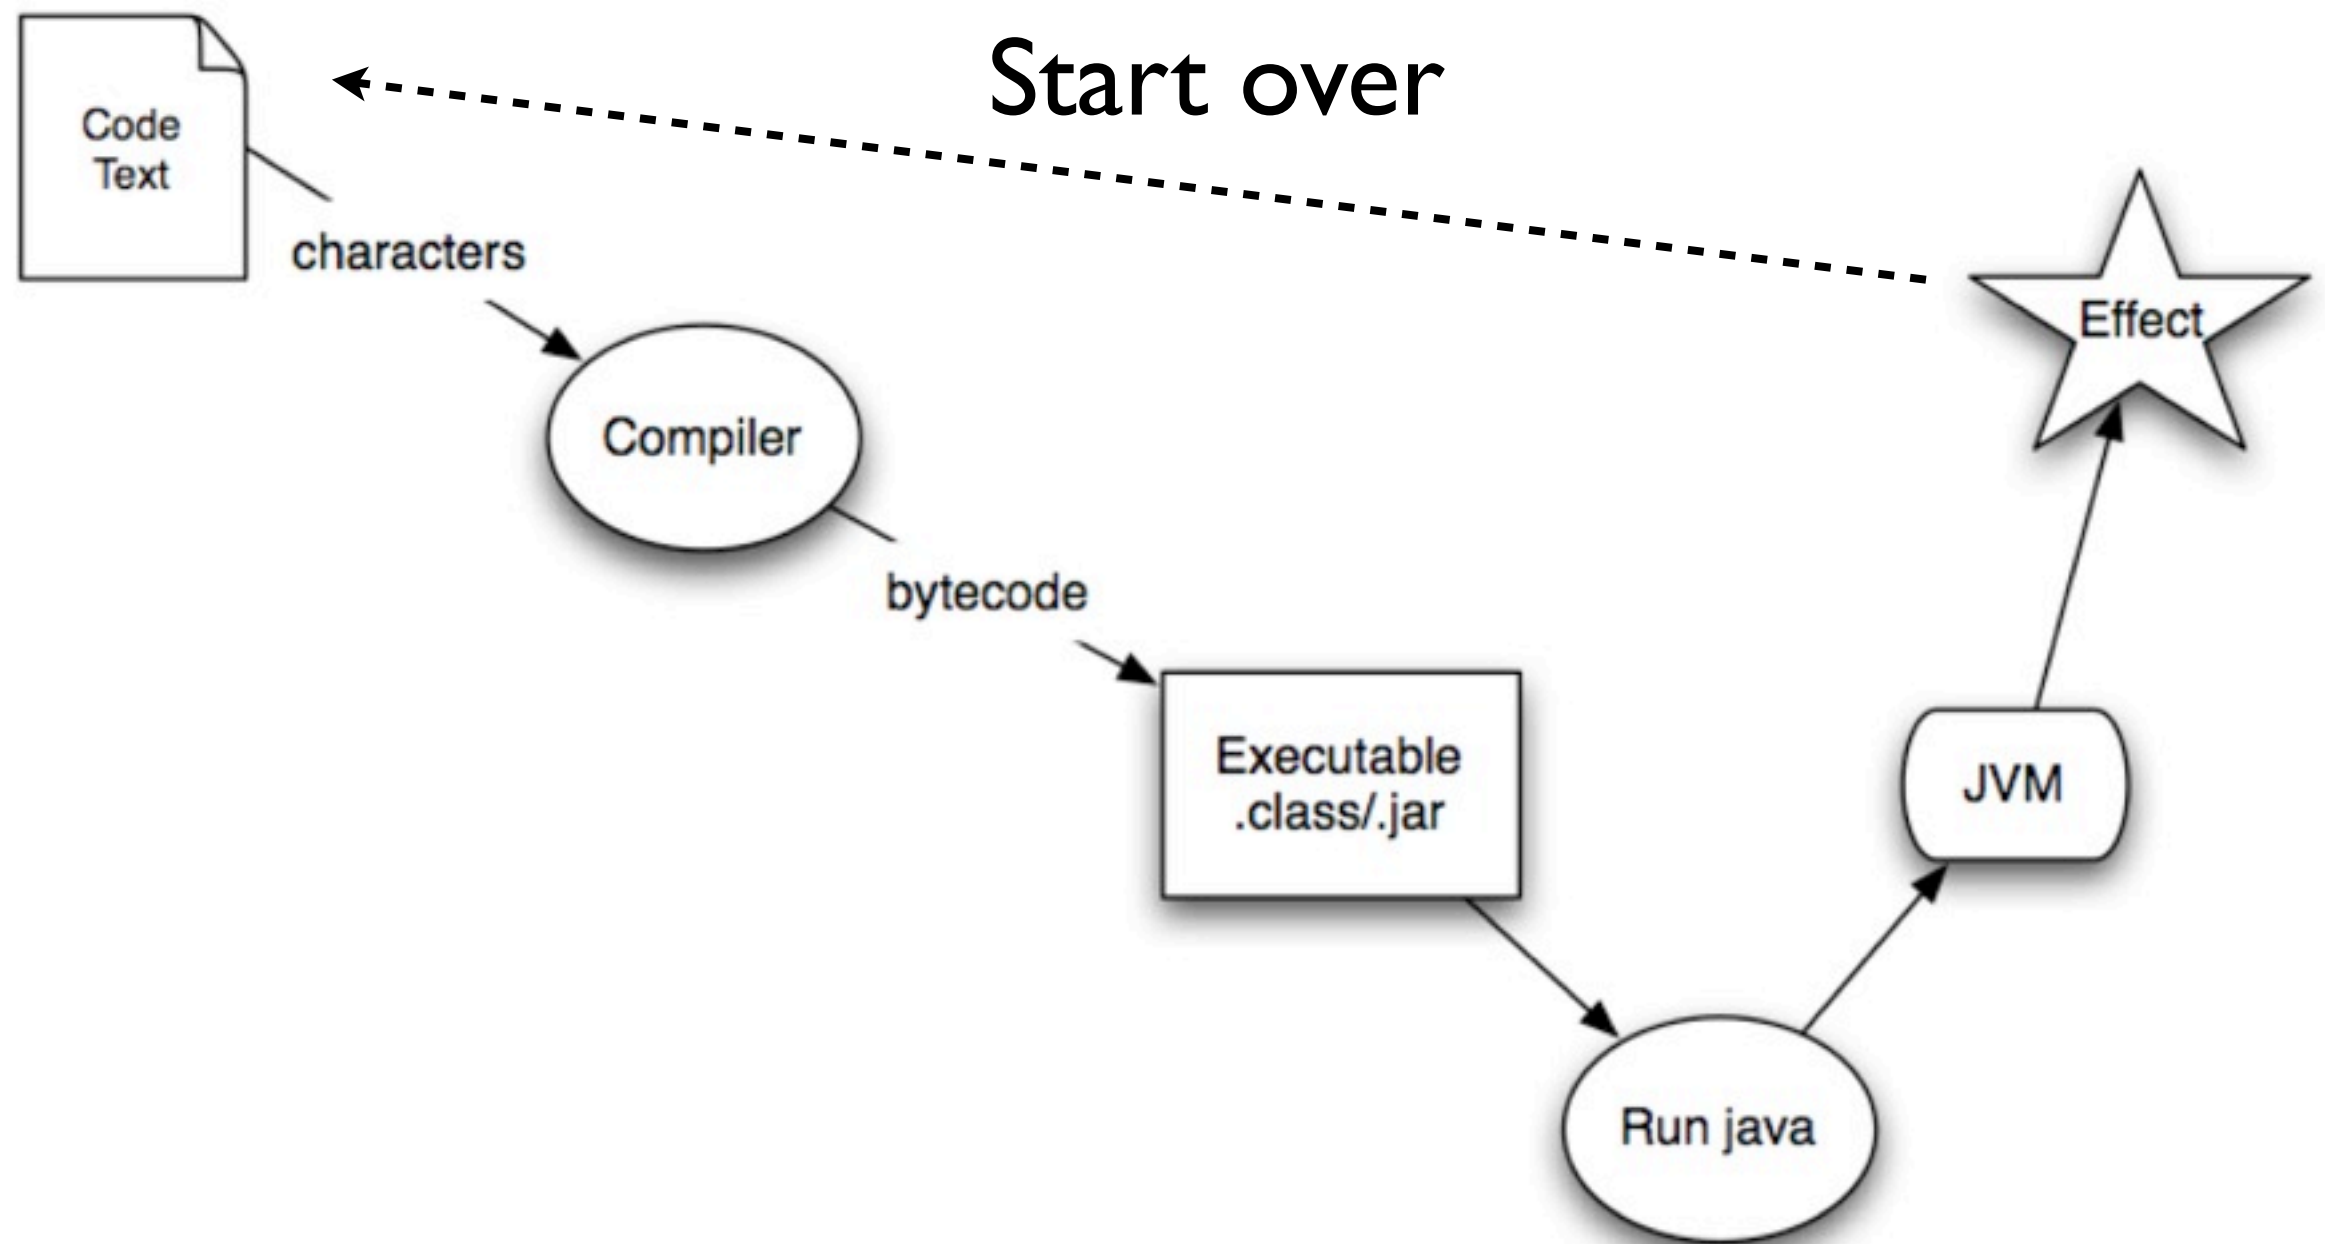 Start over
Code
Text
characters
Effect
Compiler
bytecode
Executable
.class/.jar
JVM
Run java